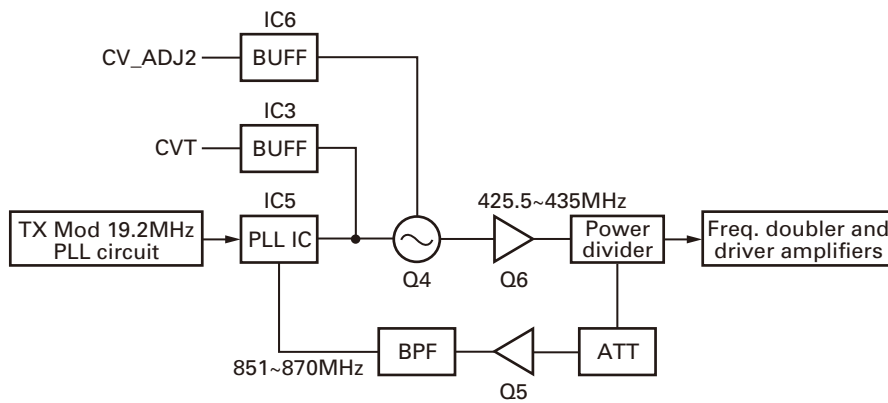 IC6
CV_ADJ2
BUFF
IC3
CVT
BUFF
IC5
425.5~435MHz
TX Mod 19.2MHz
PLL circuit
PLL IC
Power
divider
Freq. doubler and
driver amplifiers
Q4
Q6
BPF
ATT
851~870MHz
Q5